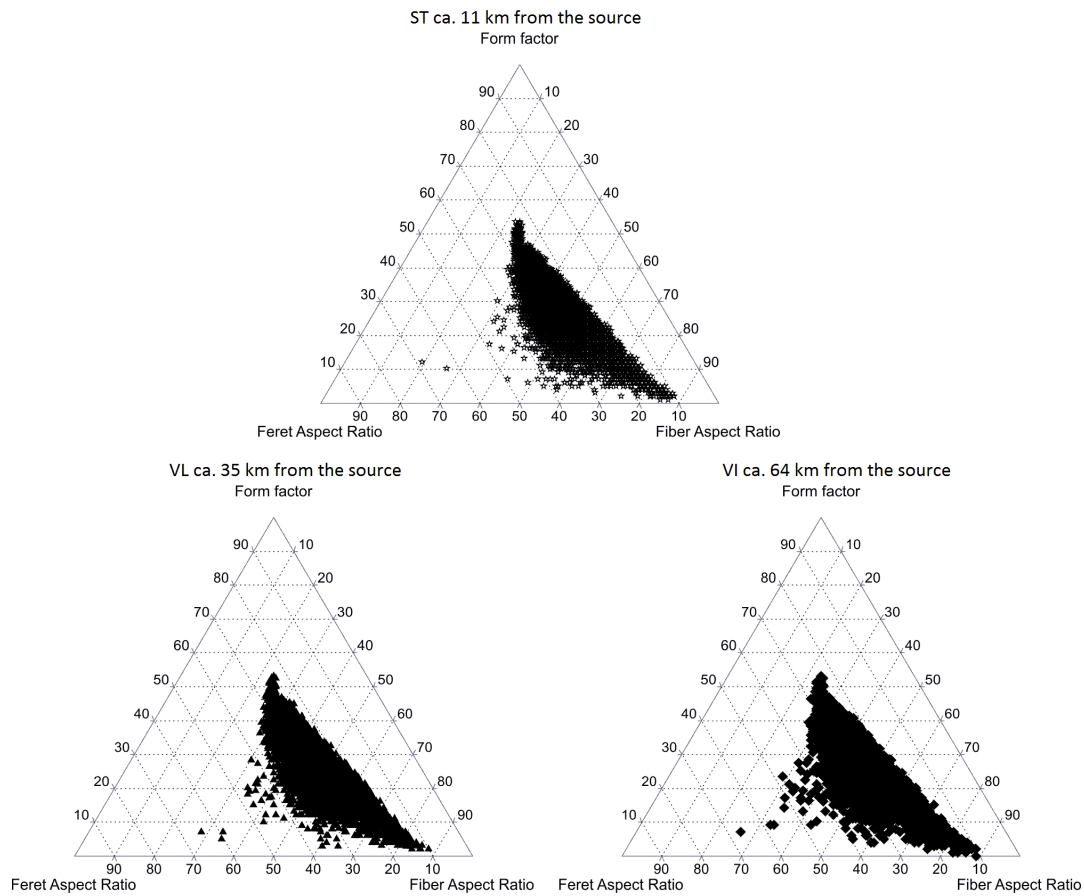 ST ca. 11 km from the source
Form factor
90 10
80 20
70 30
60 40
50 50
40 60
30 70
20 80
10 90
90 80 70 60 50 40 30 20 10
Feret Aspect Ratio Fiber Aspect Ratio
VL ca. 35 km from the source
Form factor
90 10
80 20
70 30
60 40
50 50
40 60
30 70
20 80
10 90
90 80 70 60 50 40 30 20 10
Feret Aspect Ratio Fiber Aspect Ratio
VI ca. 64 km from the source
Form factor
90 10
80 20
70 30
60 40
50 50
40 60
30 70
20 80
10 90
90 80 70 60 50 40 30 20 10
Feret Aspect Ratio Fiber Aspect Ratio